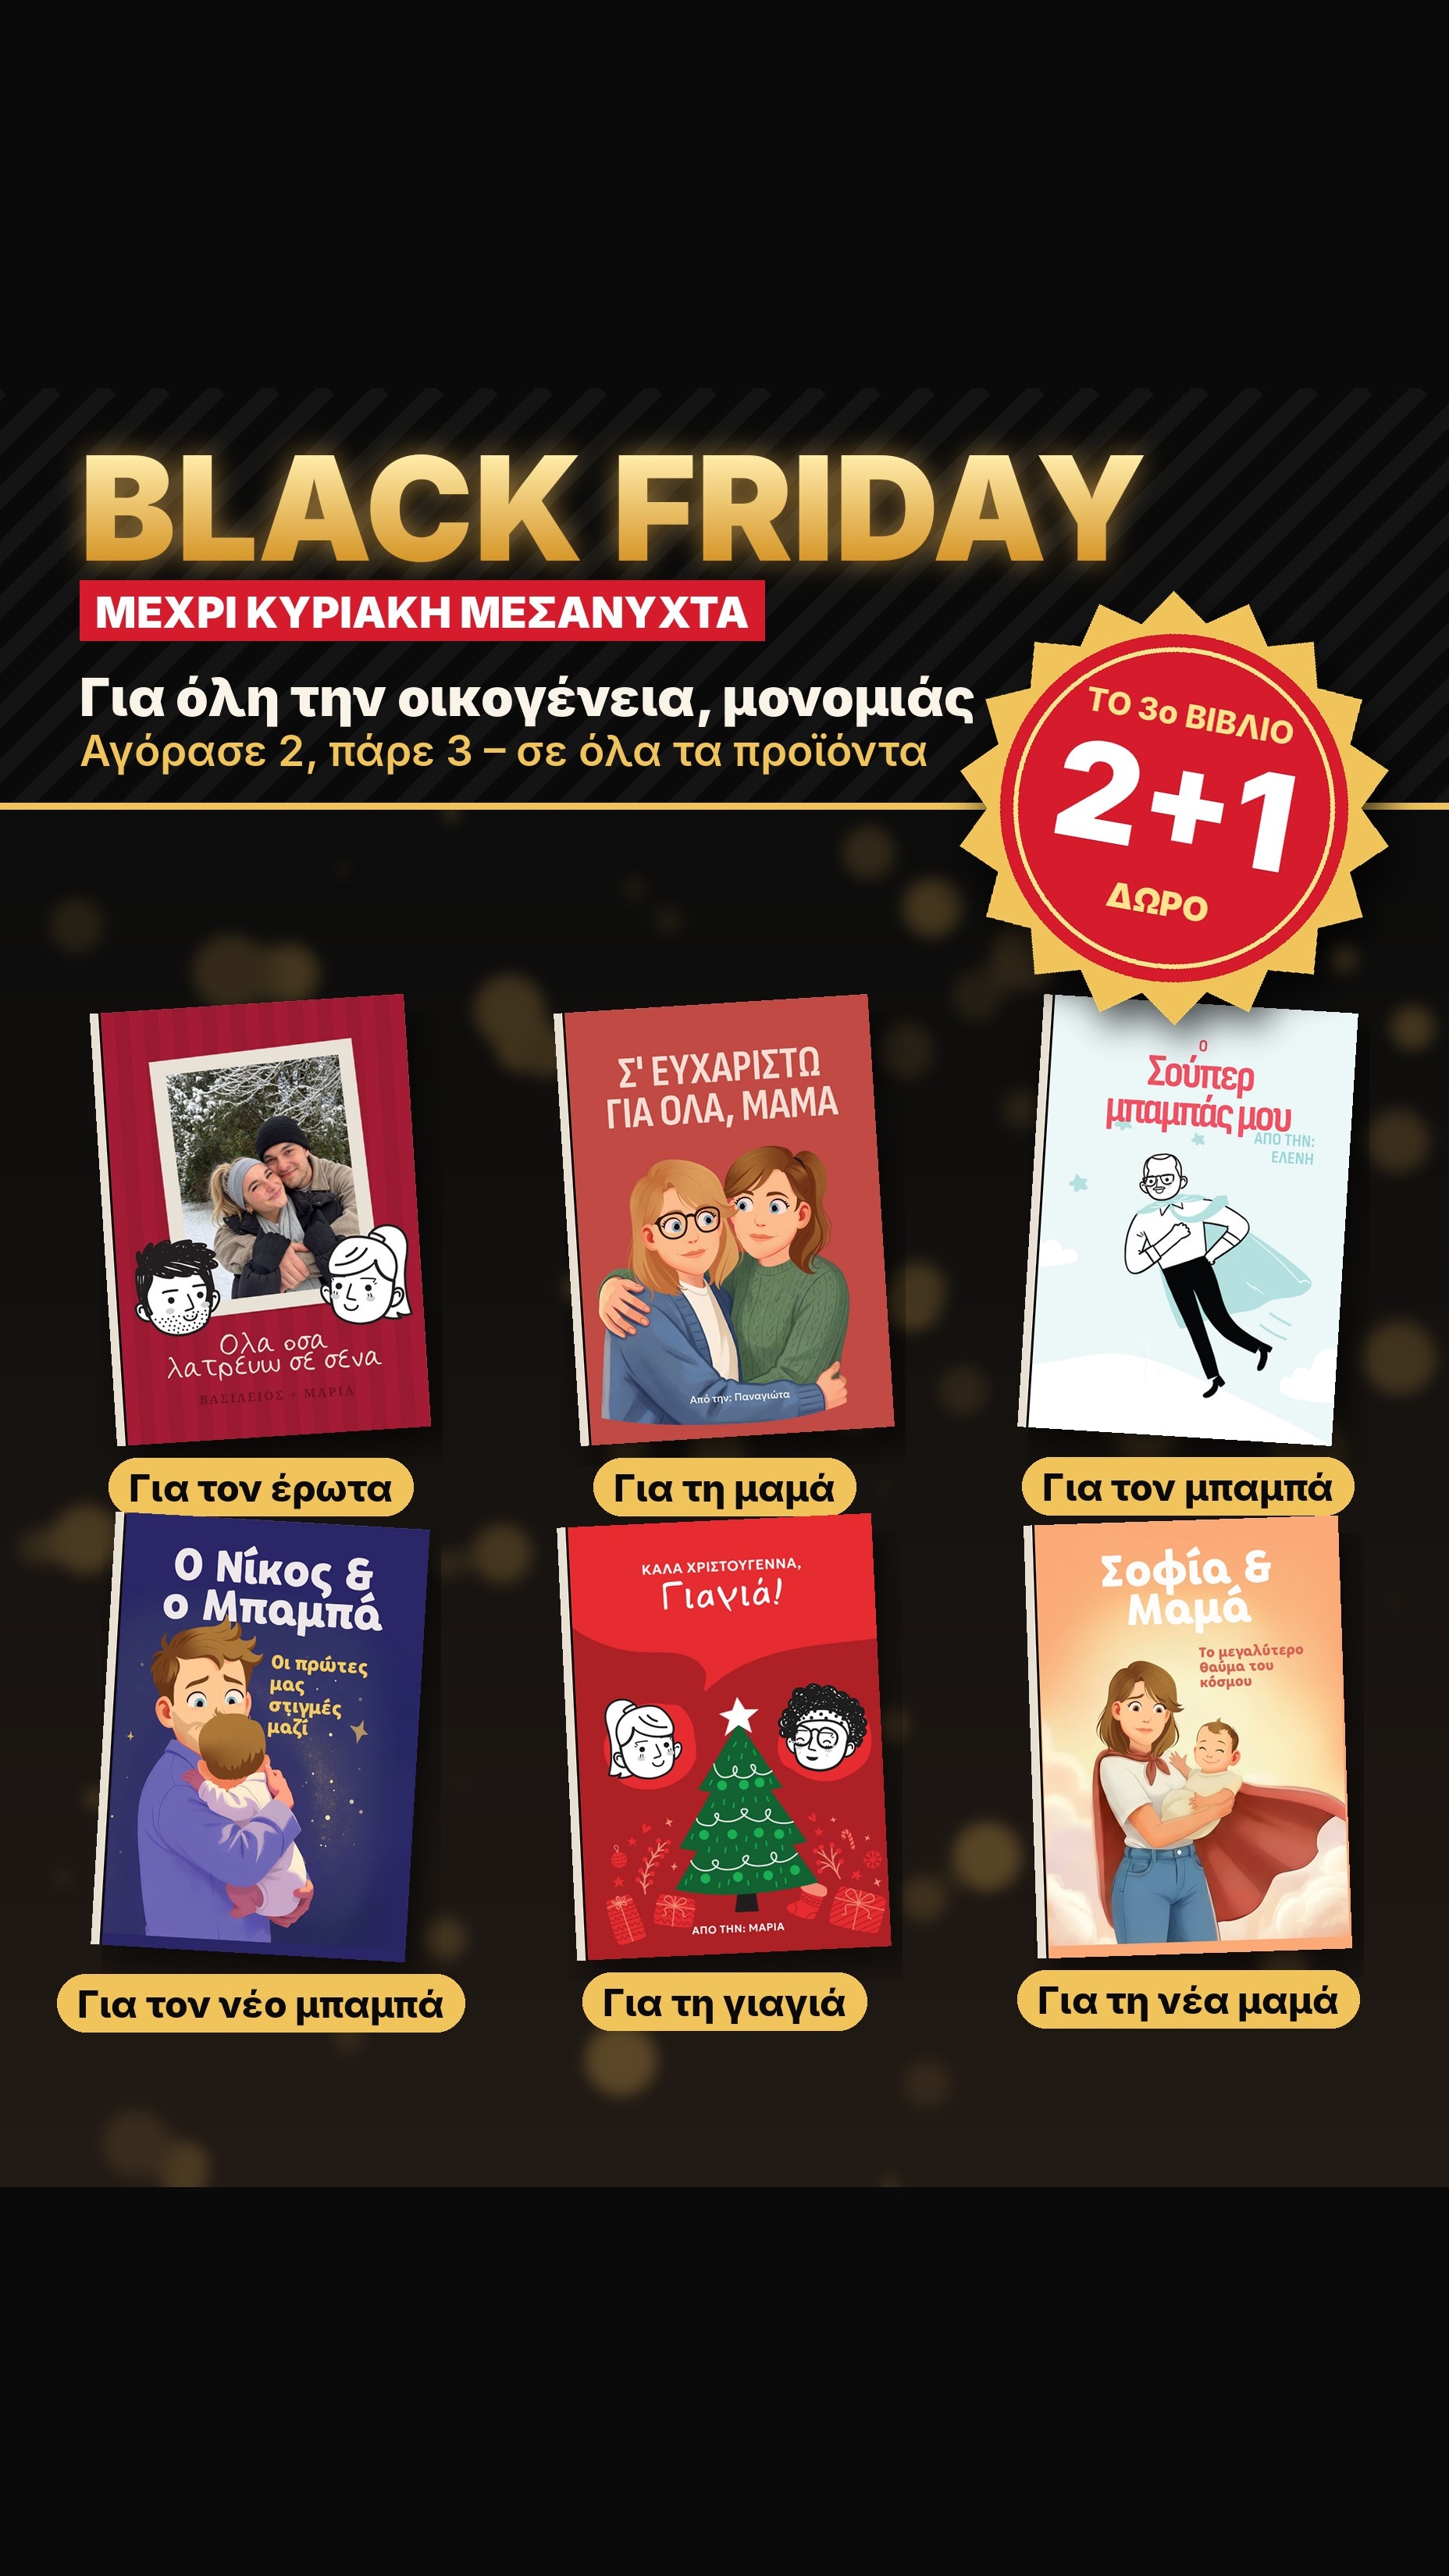 BLACK FRIDAY
ΜΕΧΡΙ ΚΥΡΙΑΚΗ ΜΕΣΑΝΥΧΤΑ
Για όλη την οικογένεια, μονομιάς
Αγόρασε 2, πάρε 3 – σε όλα τα προϊόντα
ΤΟ 3ο ΒΙΒΛΙΟ
2+1
ΔΩΡΟ
Ολα οσα
λατρευω σε σενα
ΒΑΣΙΛΕΙΟΣ + ΜΑΡΙΑ
Για τον έρωτα
Σ' ΕΥΧΑΡΙΣΤΩ
ΓΙΑ ΟΛΑ, ΜΑΜΑ
Από την: Παναγιώτα
Για τη μαμά
Ο
Σούπερ
μπαμπάς μου
ΑΠΟ ΤΗΝ:
ΕΛΕΝΗ
Για τον μπαμπά
Ο Νίκος &
ο Μπαμπά
Οι πρώτες
μας
στιγμές
μαζί
Για τον νέο μπαμπά
ΚΑΛΑ ΧΡΙΣΤΟΥΓΕΝΝΑ,
Γιαγιά!
ΑΠΟ ΤΗΝ: ΜΑΡΙΑ
Για τη γιαγιά
Σοφία &
Μαμά
Το μεγαλύτερο
θαύμα του
κόσμου
Για τη νέα μαμά